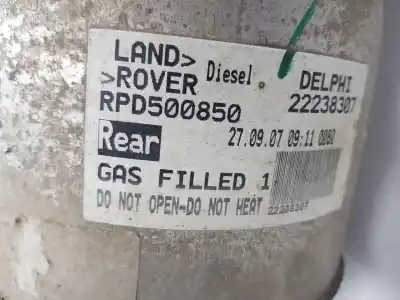 LAND> Diesel DELPHI
>ROVER
RPD500850 22238307
Rear 27.09.07 09:11 0080
GAS FILLED 1
DO NOT OPEN-DO NOT HEAT 22238307